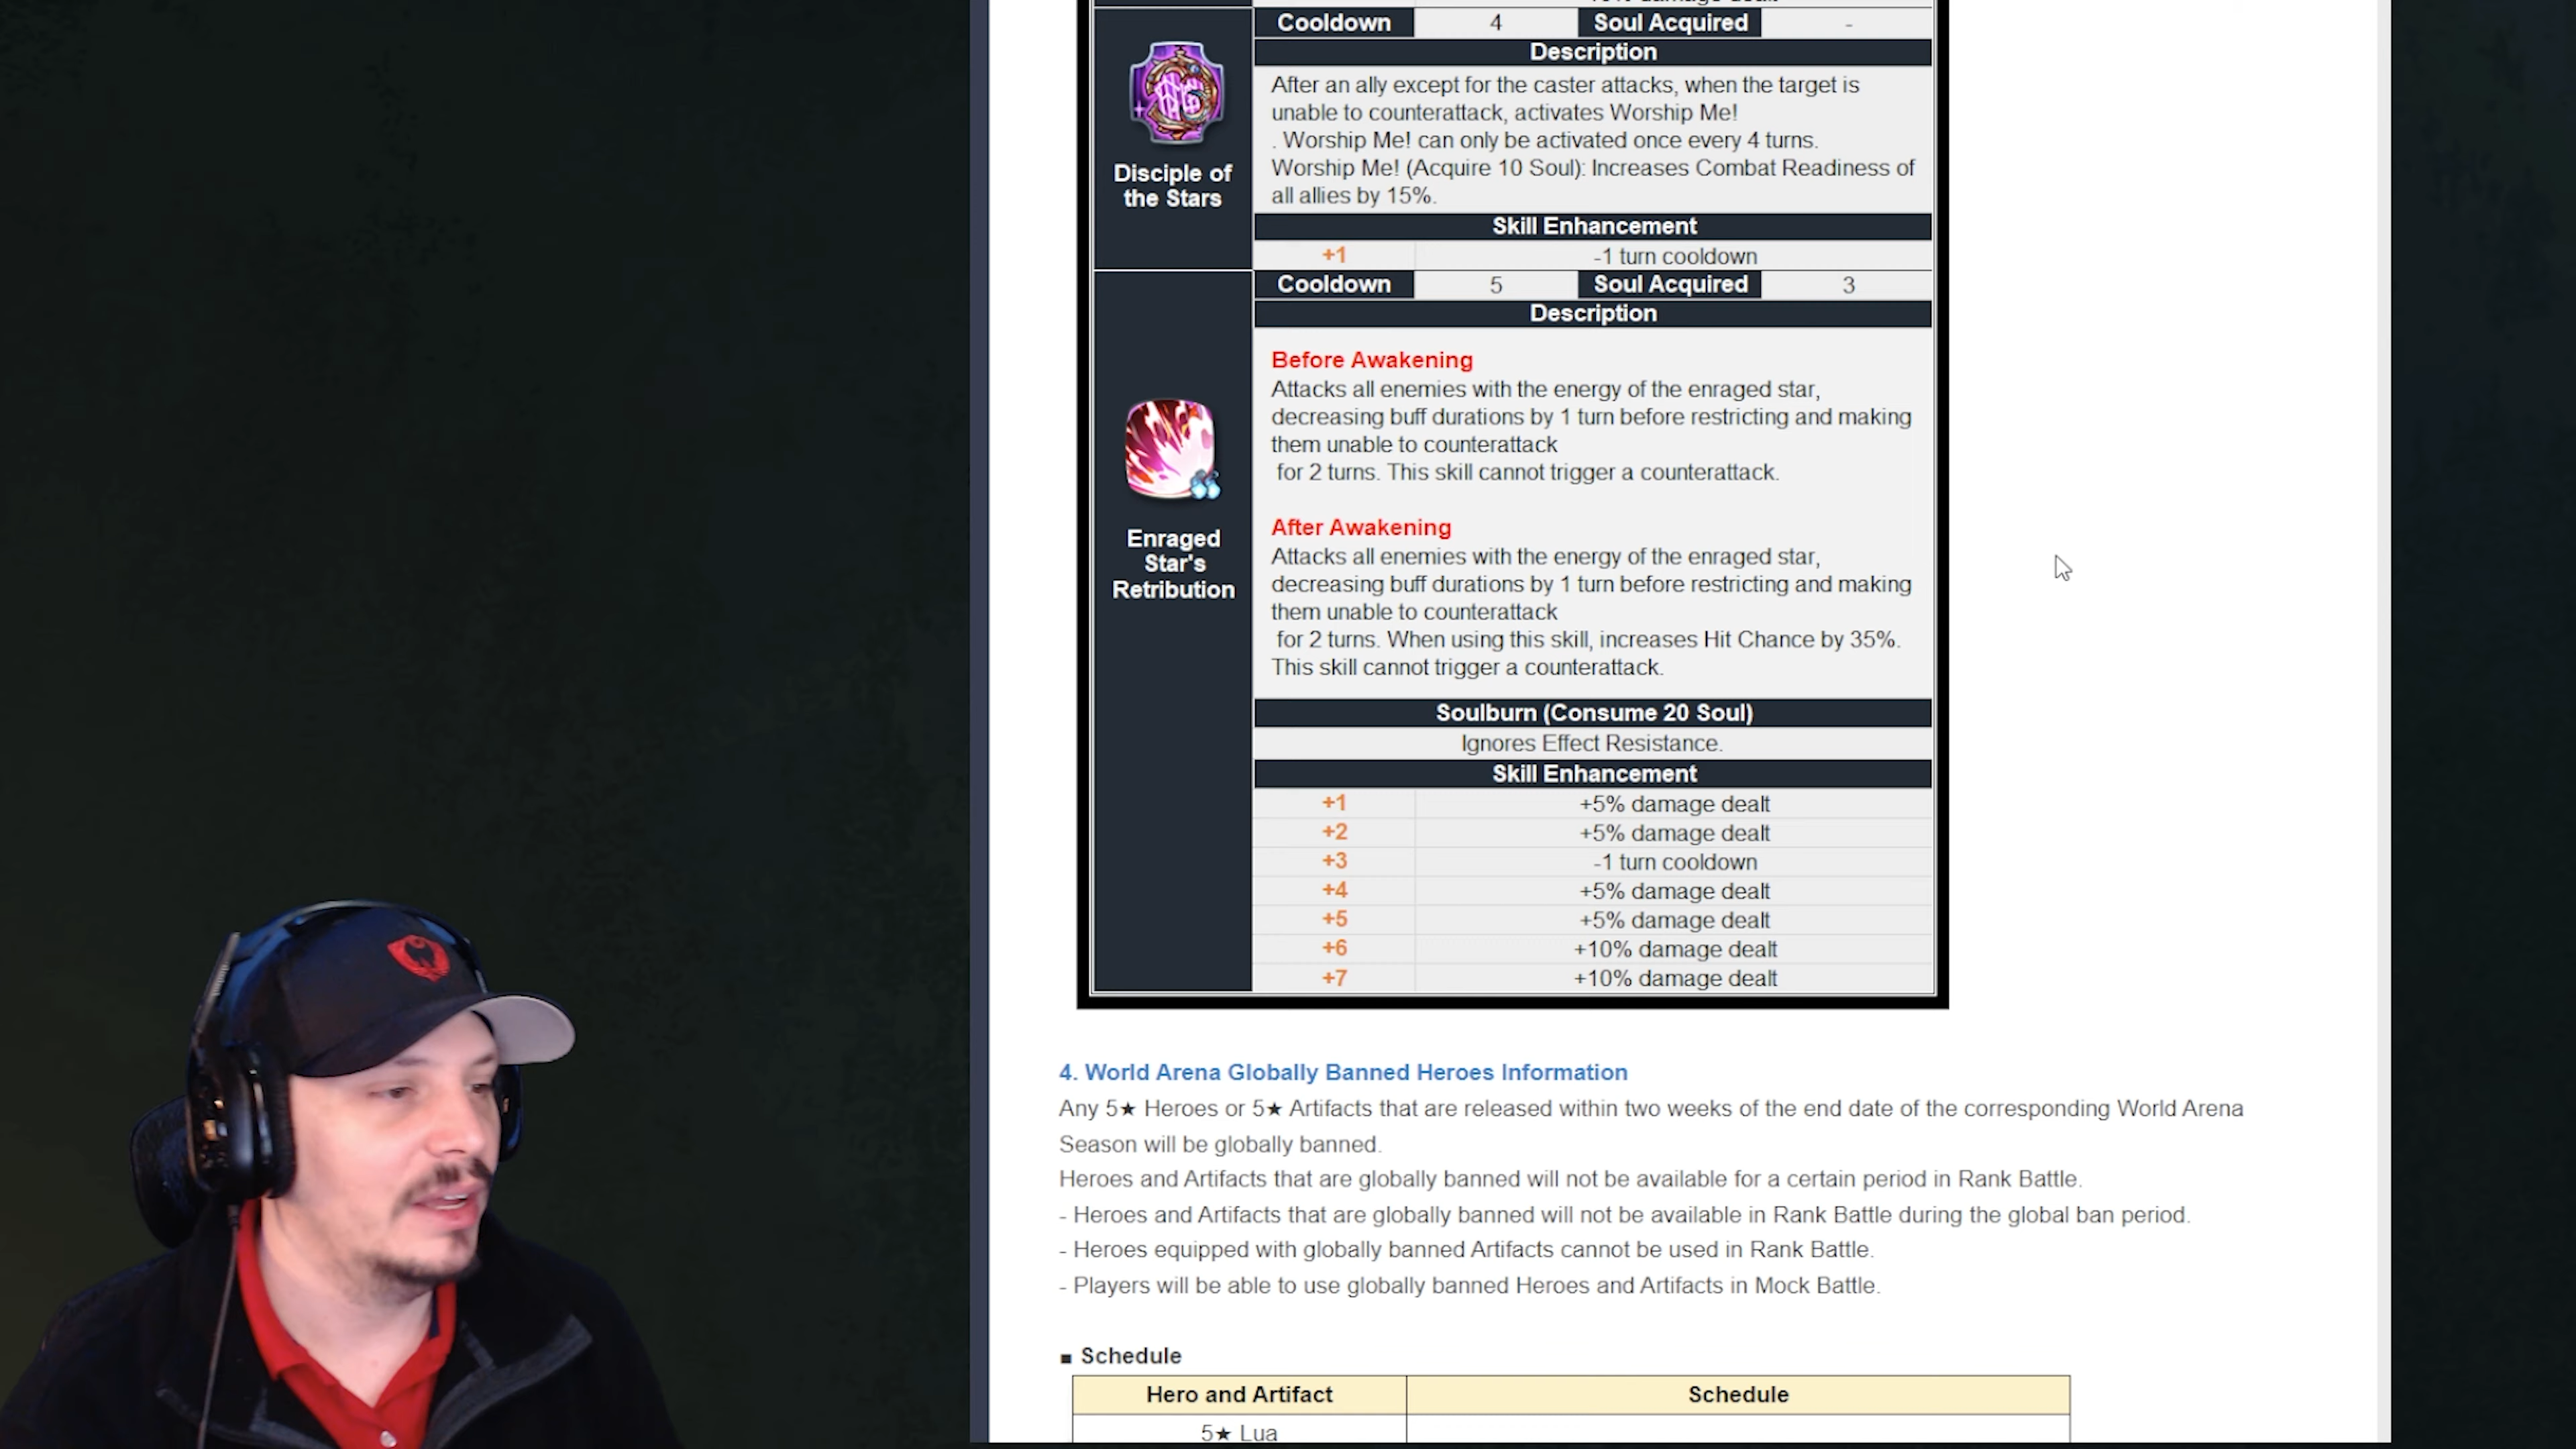 Cooldown 4 Soul Acquired -
Description
After an ally except for the caster attacks, when the target is
unable to counterattack, activates Worship Me!
. Worship Me! can only be activated once every 4 turns.
Worship Me! (Acquire 10 Soul): Increases Combat Readiness of
all allies by 15%.
Disciple of
the Stars
Skill Enhancement
+1 -1 turn cooldown
Cooldown 5 Soul Acquired 3
Description
Before Awakening
Attacks all enemies with the energy of the enraged star,
decreasing buff durations by 1 turn before restricting and making
them unable to counterattack
for 2 turns. This skill cannot trigger a counterattack.
After Awakening
Attacks all enemies with the energy of the enraged star,
decreasing buff durations by 1 turn before restricting and making
them unable to counterattack
for 2 turns. When using this skill, increases Hit Chance by 35%.
This skill cannot trigger a counterattack.
Enraged
Star's
Retribution
Soulburn (Consume 20 Soul)
Ignores Effect Resistance.
Skill Enhancement
+1 +5% damage dealt
+2 +5% damage dealt
+3 -1 turn cooldown
+4 +5% damage dealt
+5 +5% damage dealt
+6 +10% damage dealt
+7 +10% damage dealt
4. World Arena Globally Banned Heroes Information
Any 5★ Heroes or 5★ Artifacts that are released within two weeks of the end date of the corresponding World Arena
Season will be globally banned.
Heroes and Artifacts that are globally banned will not be available for a certain period in Rank Battle.
- Heroes and Artifacts that are globally banned will not be available in Rank Battle during the global ban period.
- Heroes equipped with globally banned Artifacts cannot be used in Rank Battle.
- Players will be able to use globally banned Heroes and Artifacts in Mock Battle.
■ Schedule
Hero and Artifact Schedule
5★ Lua